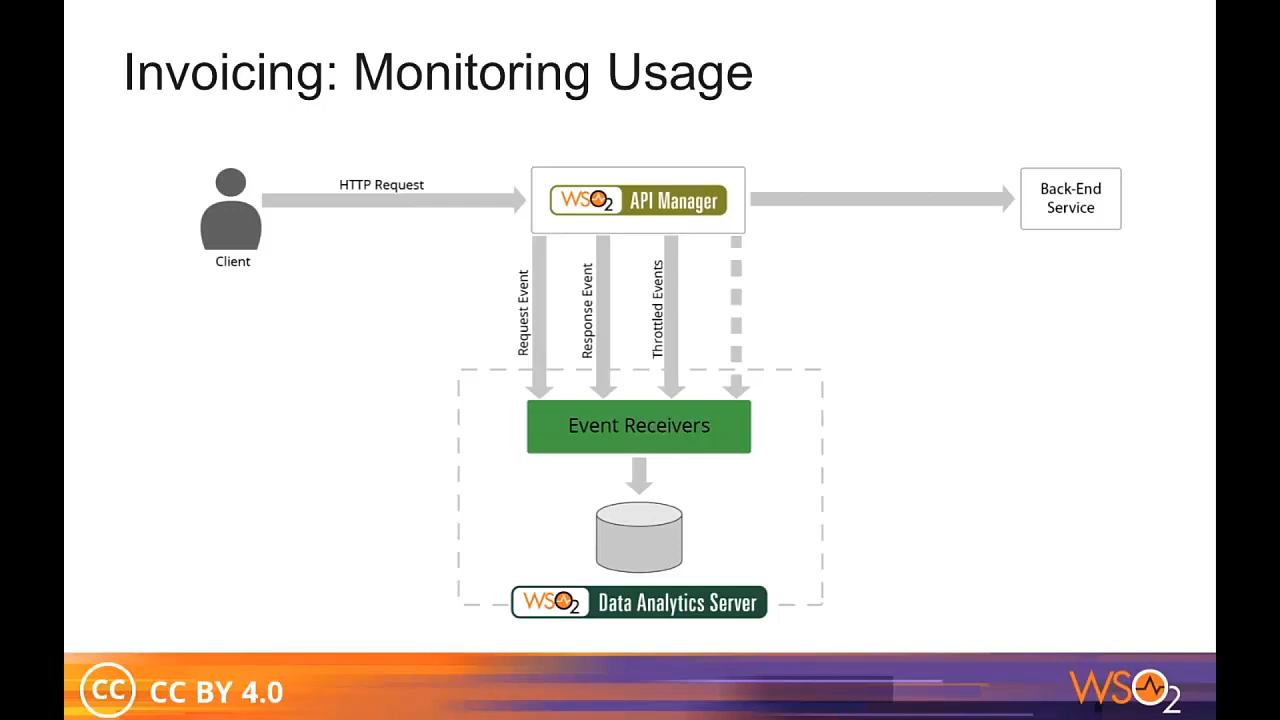 Invoicing: Monitoring Usage
HTTP Request
WSO2 API Manager
Back-End
Service
Client
Request Event
Response Event
Throttled Events
Event Receivers
WSO2 Data Analytics Server
CC CC BY 4.0
WSO2